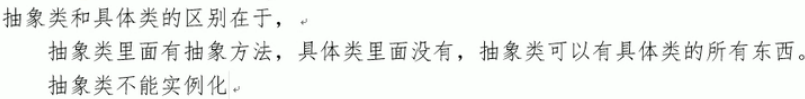 抽象类和具体类的区别在于，
抽象类里面有抽象方法，具体类里面没有，抽象类可以有具体类的所有东西。
抽象类不能实例化